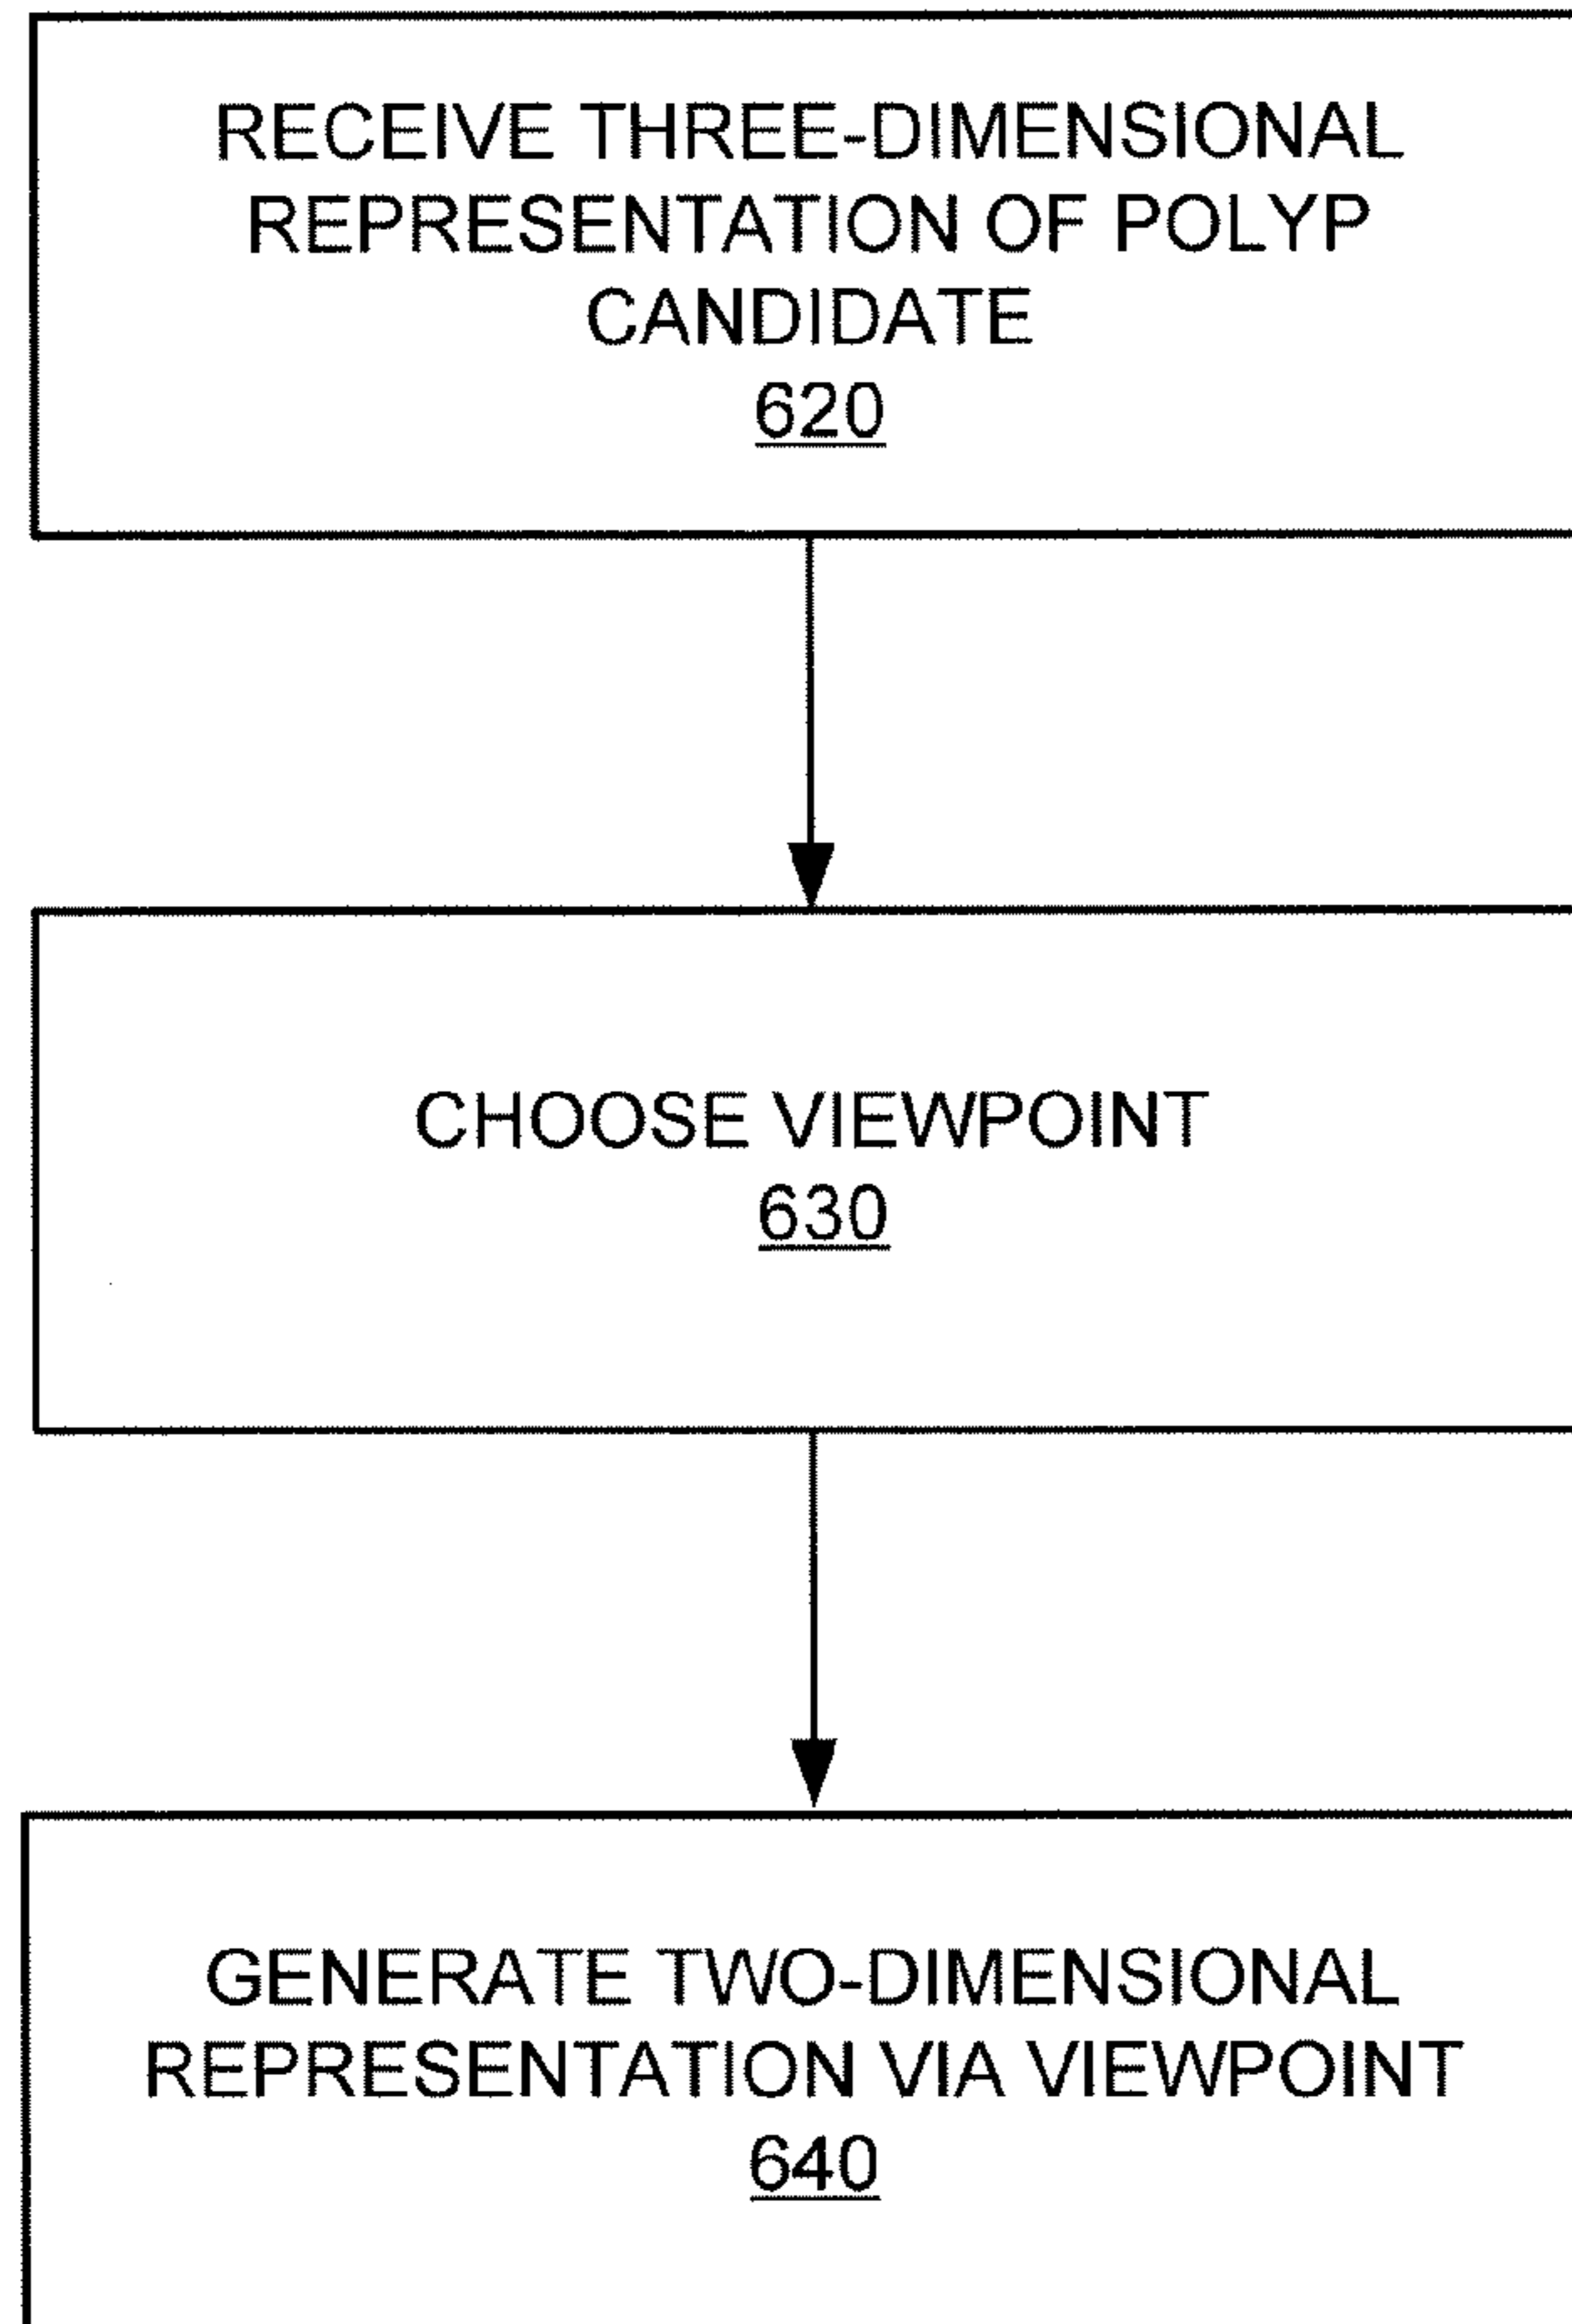 RECEIVE THREE-DIMENSIONAL
REPRESENTATION OF POLYP
CANDIDATE
620
CHOOSE VIEWPOINT
630
GENERATE TWO-DIMENSIONAL
REPRESENTATION VIA VIEWPOINT
640